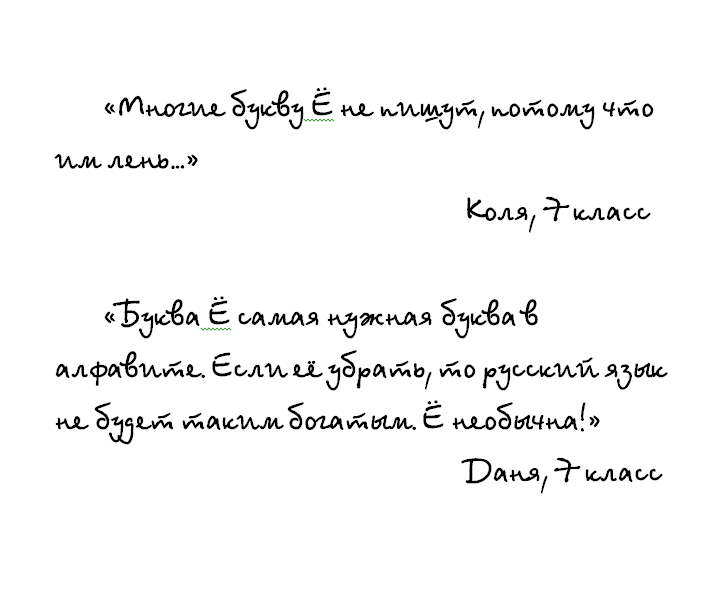 «Многие букву Ё не пишут, потому что
им лень...»
Коля, 7 класс
«Буква Ё самая нужная буква в
алфавите. Если её убрать, то русский язык
не будет таким богатым. Ё необычна!»
Даня, 7 класс